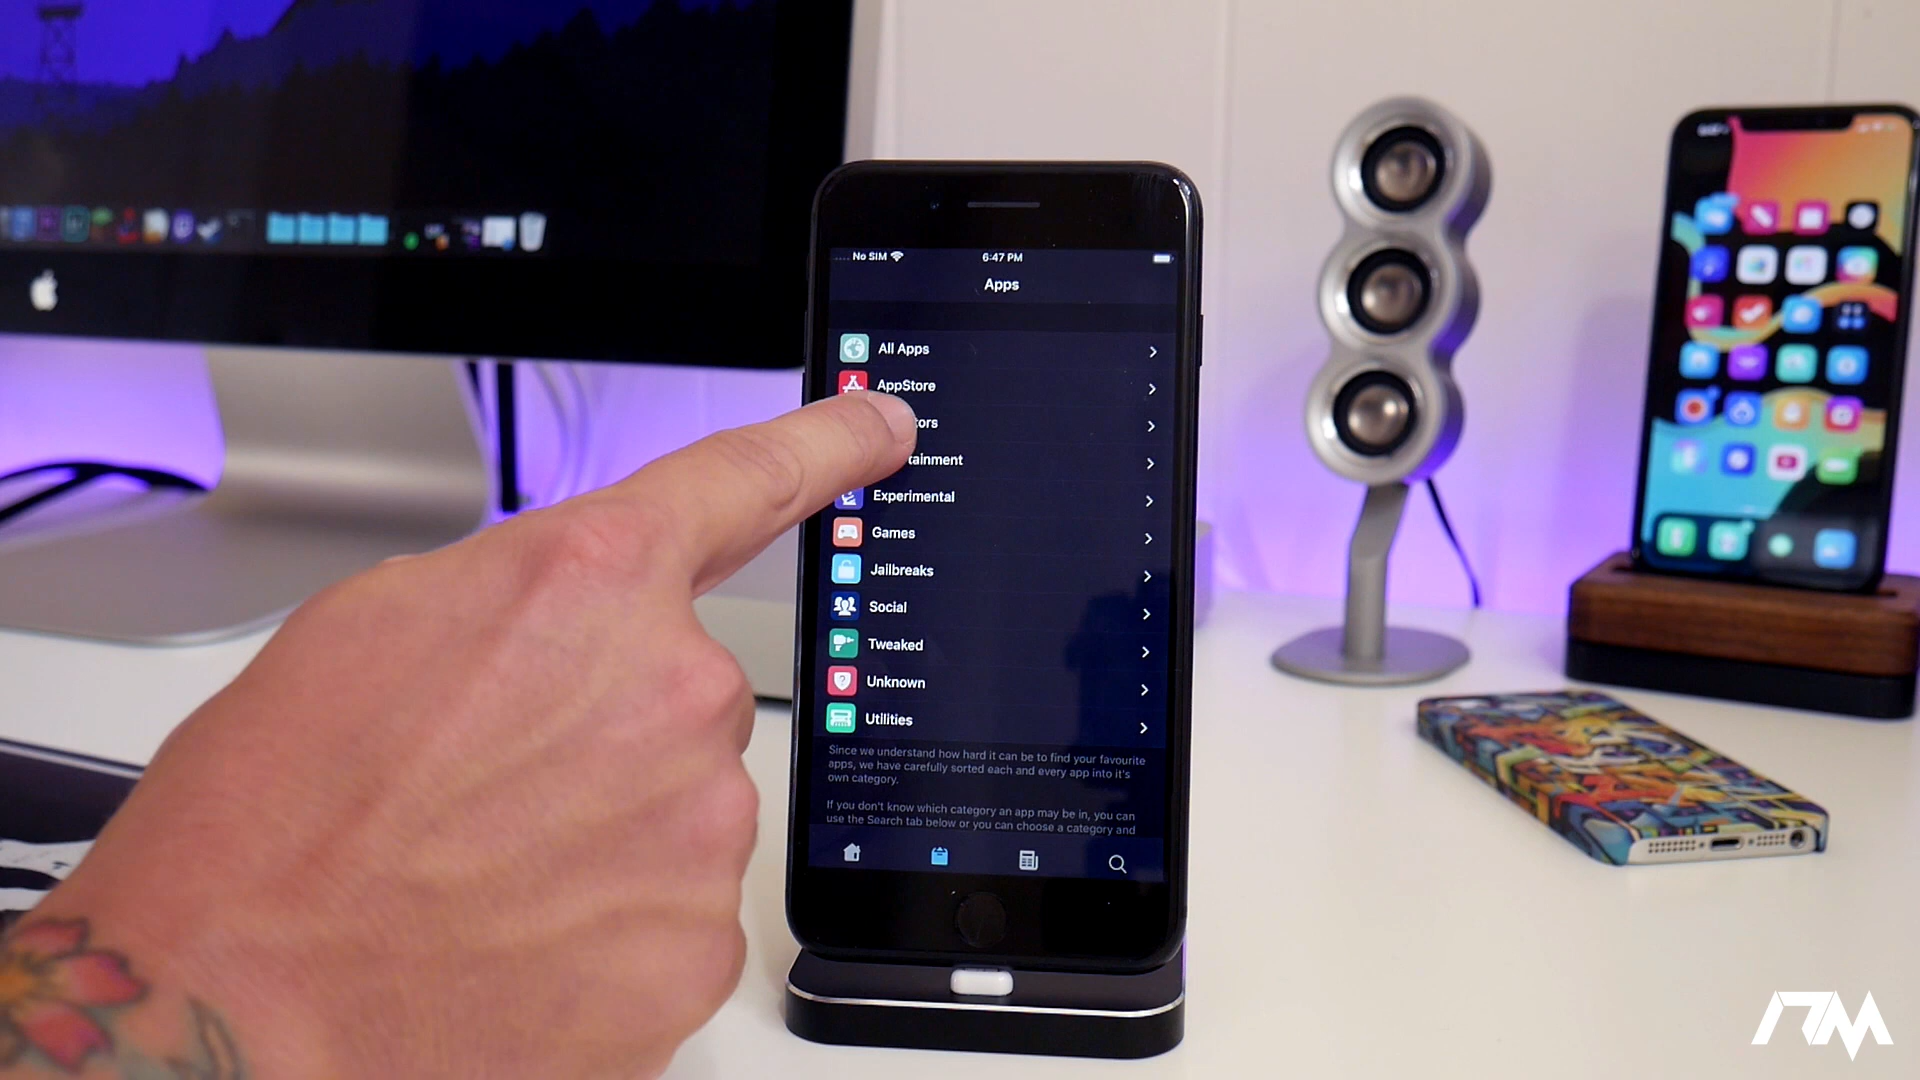 No SIM
6:47 PM
Apps
All Apps
AppStore
tors
tainment
Experimental
Games
Jailbreaks
Social
Tweaked
Unknown
Utilities
Since we understand how hard it can be to find your favourite
apps, we have carefully sorted each and every app into it's
own category.
If you don't know which category an app may be in, you can
use the Search tab below or you can choose a category and